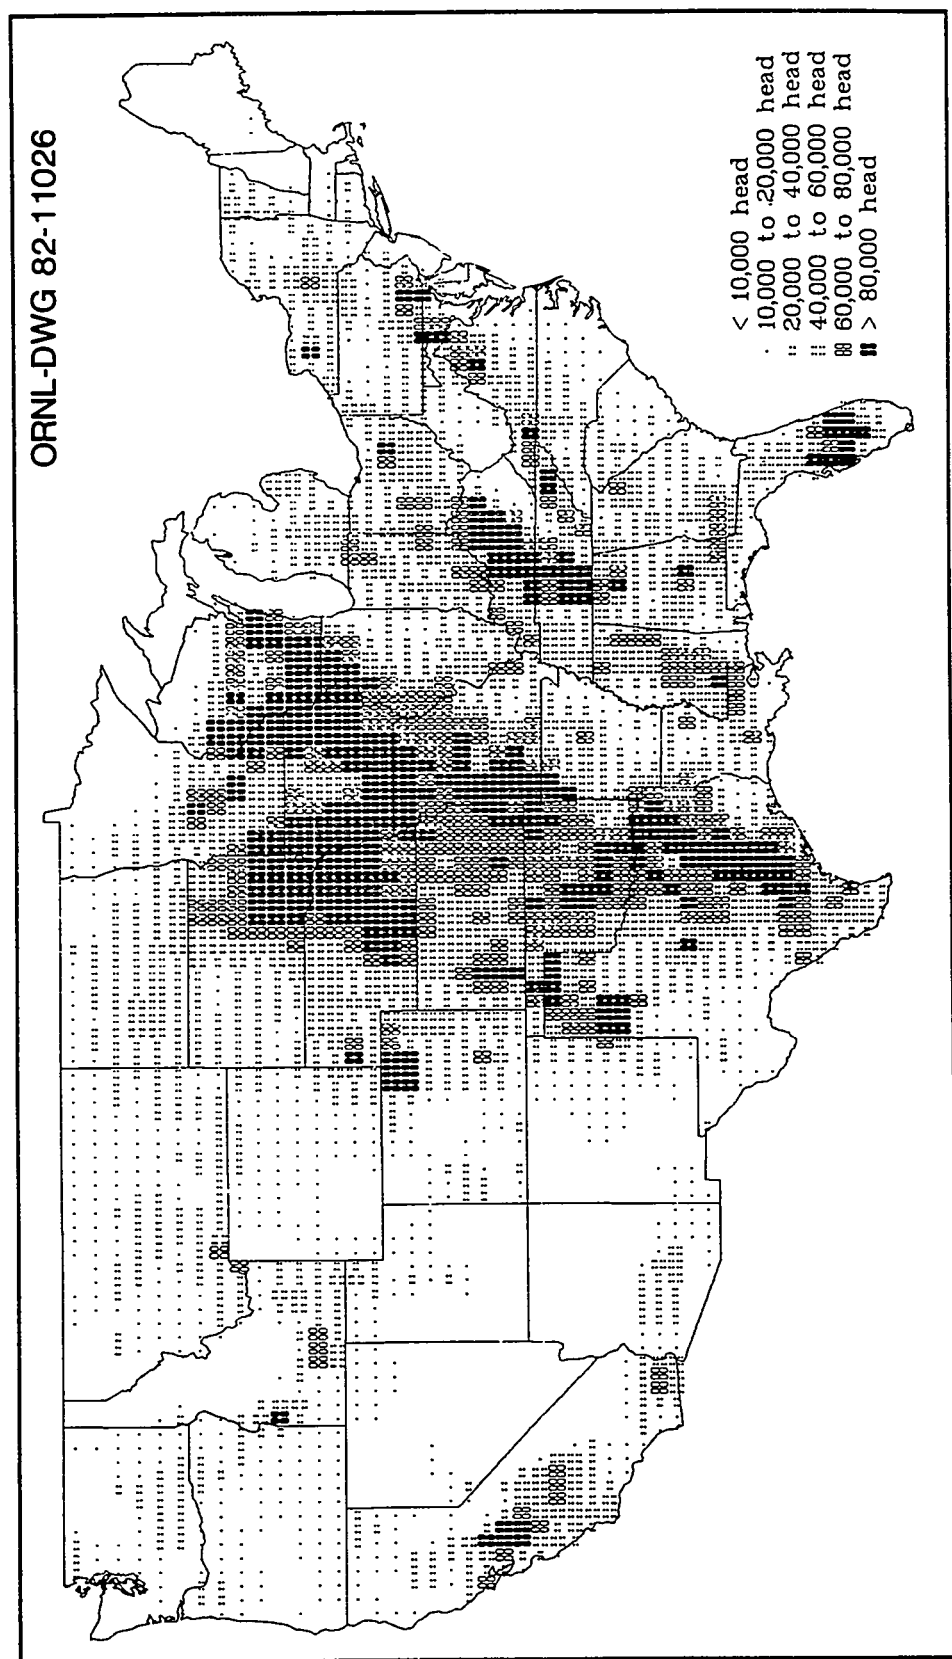 ORNL-DWG 82-11026
< 10,000 head
10,000 to 20,000 head
20,000 to 40,000 head
40,000 to 60,000 head
60,000 to 80,000 head
> 80,000 head